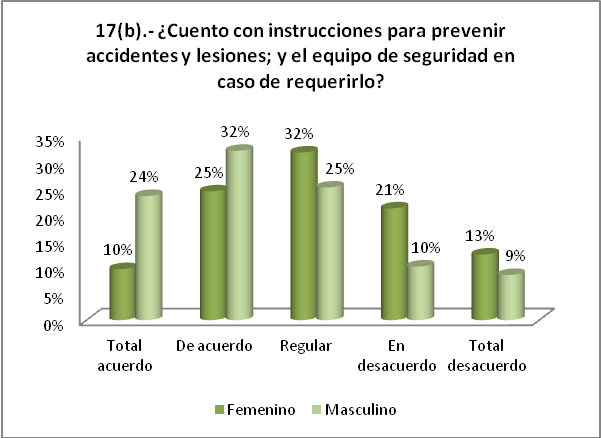 17(b).- ¿Cuento con instrucciones para prevenir
accidentes y lesiones; y el equipo de seguridad en
caso de requerirlo?
35%
30%
25%
20%
15%
10%
5%
0%
10%
24%
25%
32%
32%
25%
21%
10%
13%
9%
Total
acuerdo
De acuerdo
Regular
En
desacuerdo
Total
desacuerdo
Femenino
Masculino